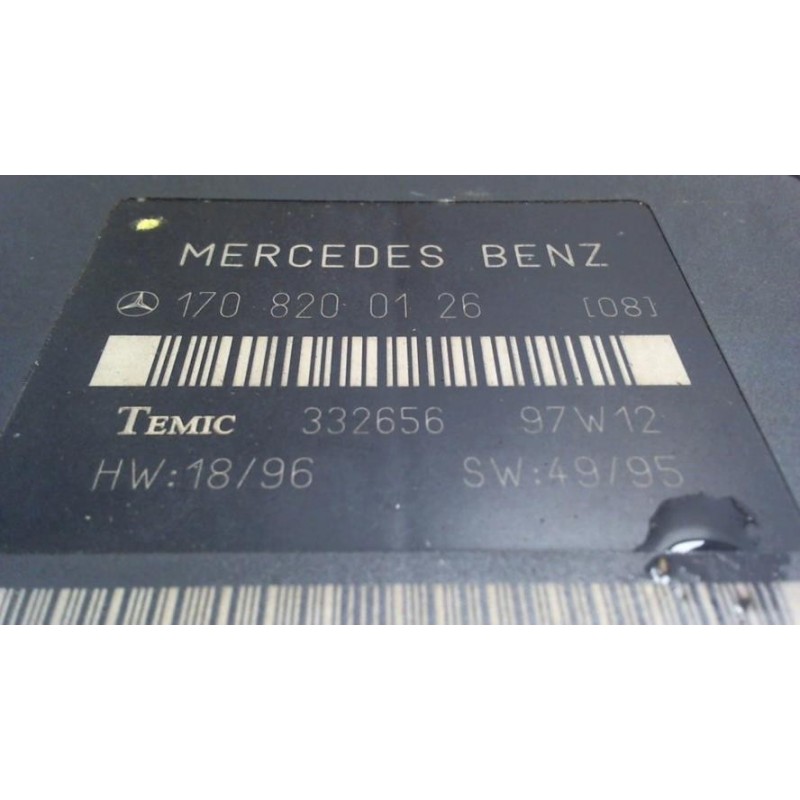 MERCEDES BENZ
170 820 01 26 [08]
TEMIC 332656 97W12
HW:18/96 SW:49/95